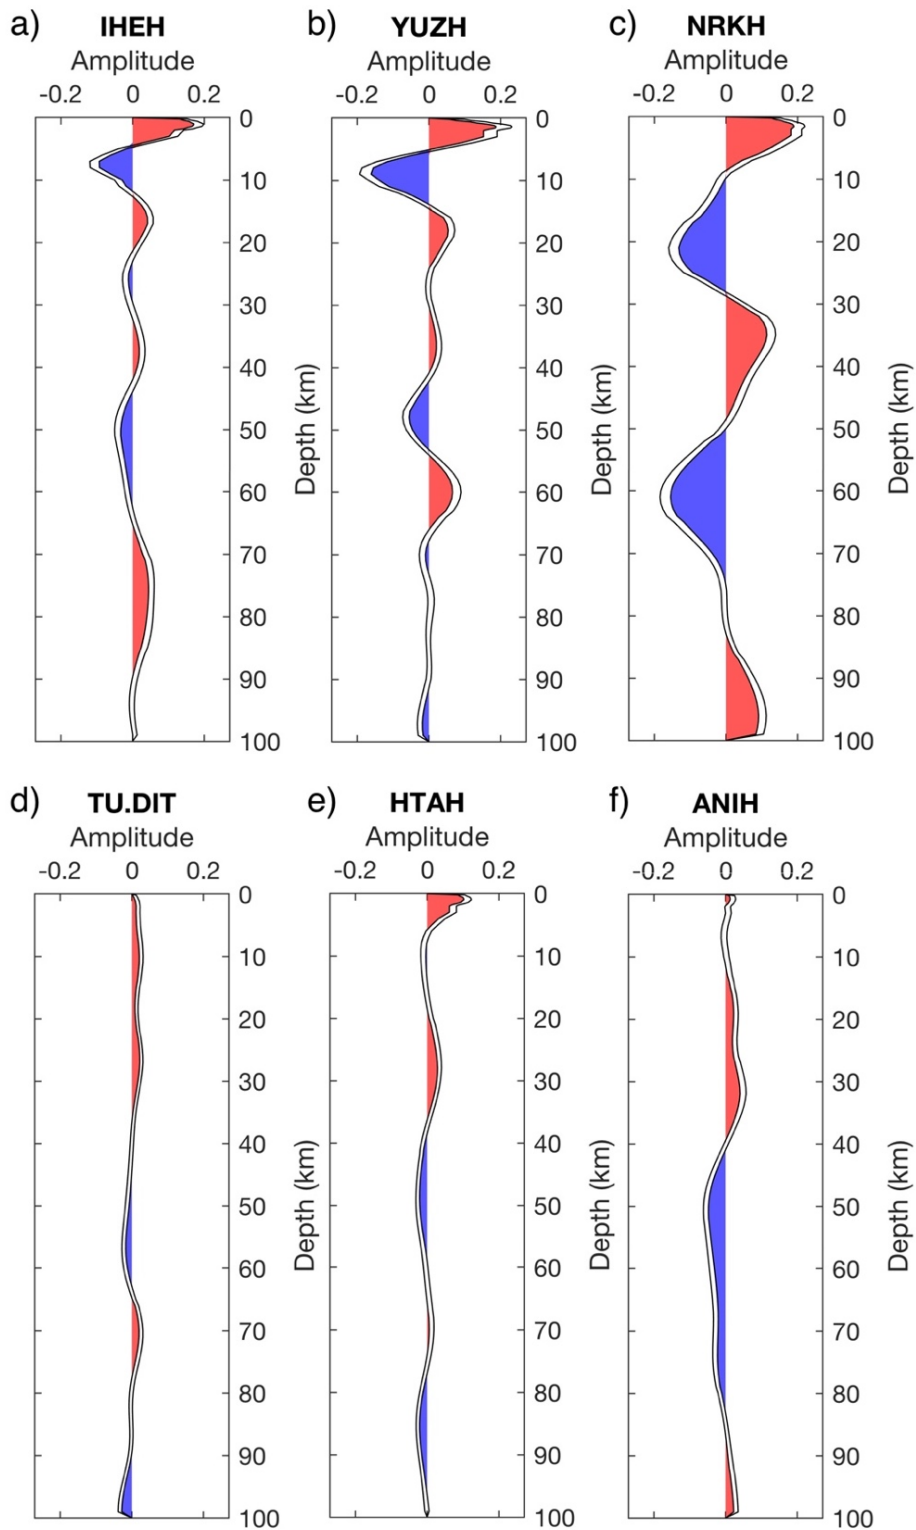 a) IHEH b) YUZH c) NRKH
Amplitude Amplitude Amplitude
-0.2 0 0.2 -0.2 0 0.2 -0.2 0 0.2
0 0 0
10 10 10
20 20 20
30 30 30
40 40 40
50 50 50
60 60 60
70 70 70
80 80 80
90 90 90
100 100 100
Depth (km) Depth (km) Depth (km)
d) TU.DIT e) HTAH f) ANIH
Amplitude Amplitude Amplitude
-0.2 0 0.2 -0.2 0 0.2 -0.2 0 0.2
0 0 0
10 10 10
20 20 20
30 30 30
40 40 40
50 50 50
60 60 60
70 70 70
80 80 80
90 90 90
100 100 100
Depth (km) Depth (km) Depth (km)